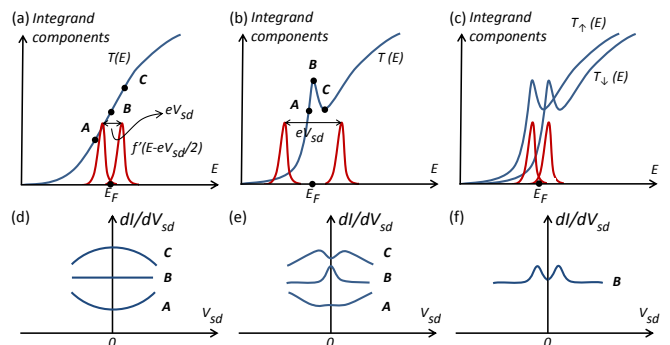 (a) Integrand components
T(E)
C
B
A
eV_sd
f'(E-eV_sd/2)
E
E_F
(b) Integrand components
B
T(E)
C
A
eV_sd
E
E_F
(c) Integrand components
T↑(E)
T↓(E)
E
E_F
(d) dI/dV_sd
C
B
A
V_sd
0
(e) dI/dV_sd
C
B
A
V_sd
0
(f) dI/dV_sd
B
V_sd
0